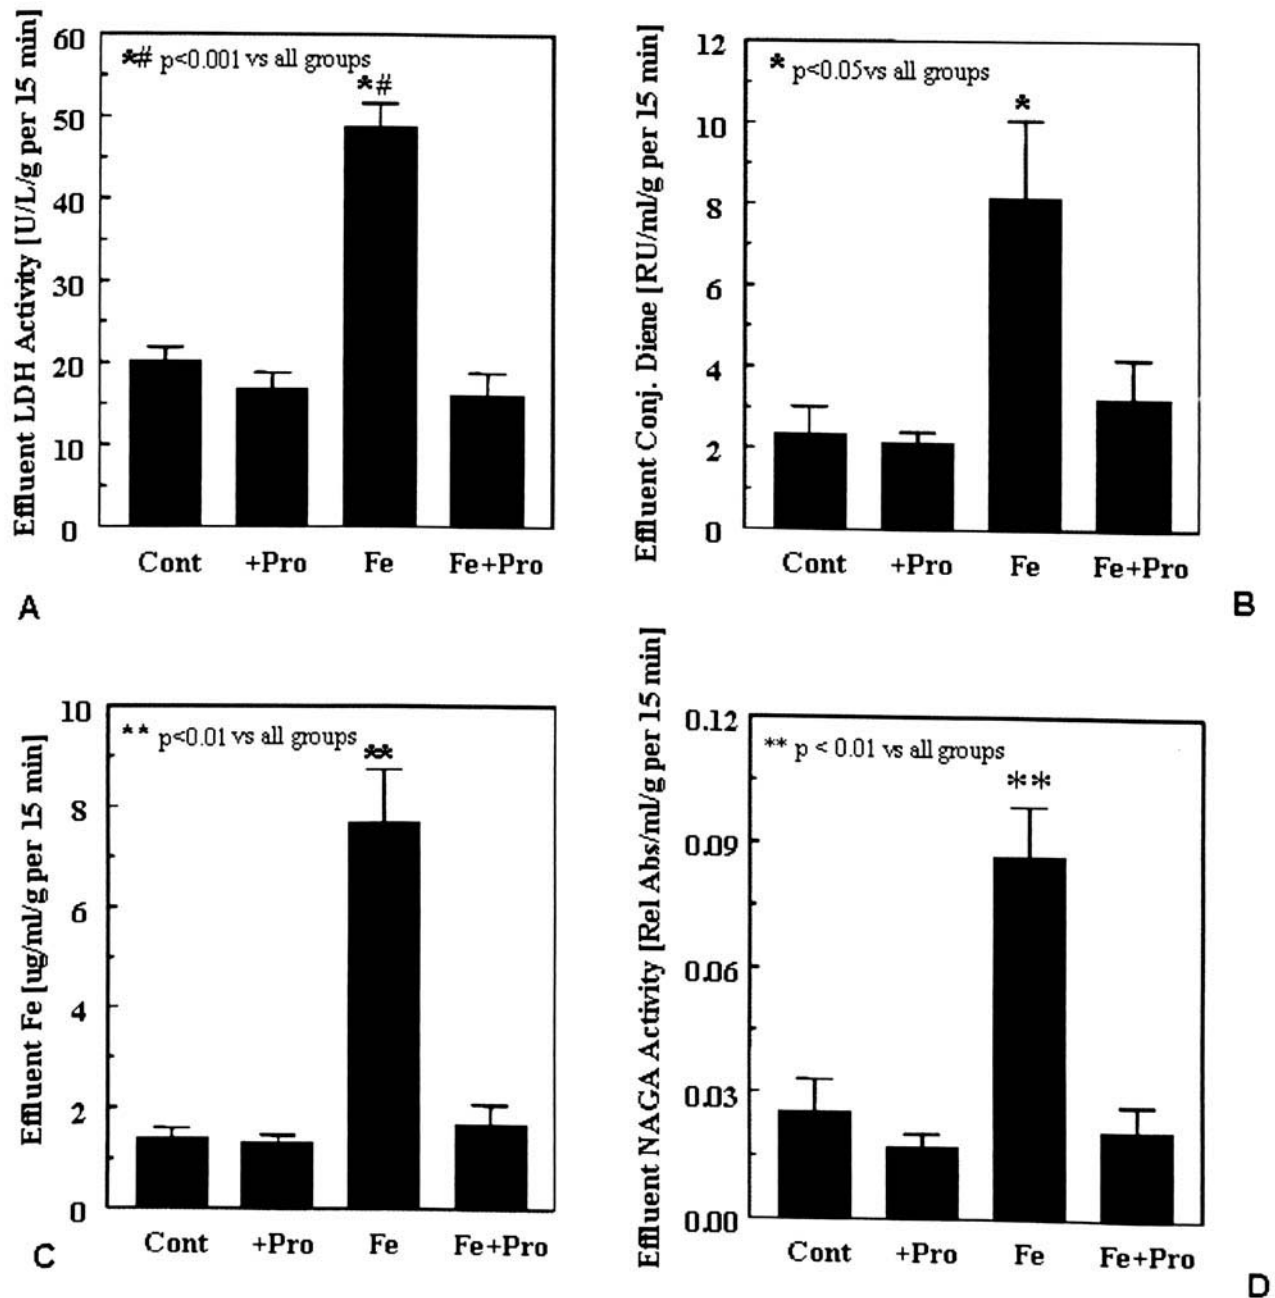 Effluent LDH Activity [U/L/g per 15 min]
60
50
40
30
20
10
0
*# p<0.001 vs all groups
*#
Cont +Pro Fe Fe+Pro
A
Effluent Conj. Diene [RU/ml/g per 15 min]
12
10
8
6
4
2
0
* p<0.05vs all groups
*
Cont +Pro Fe Fe+Pro
B
Effluent Fe [ug/ml/g per 15 min]
10
8
6
4
2
0
** p<0.01 vs all groups
**
Cont +Pro Fe Fe+Pro
C
Effluent NAGA Activity [Rel Abs/ml/g per 15 min]
0.12
0.09
0.06
0.03
0.00
** p < 0.01 vs all groups
**
Cont +Pro Fe Fe+Pro
D